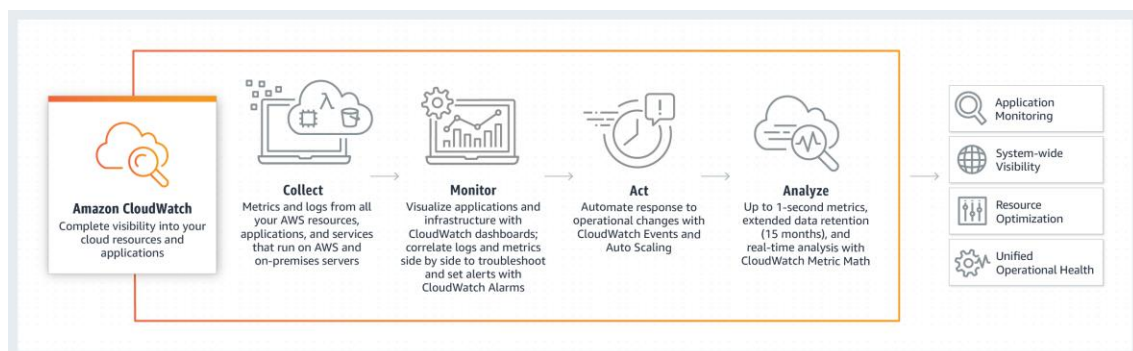 Amazon CloudWatch
Complete visibility into your
cloud resources and
applications
Collect
Metrics and logs from all
your AWS resources,
applications, and services
that run on AWS and
on-premises servers
Monitor
Visualize applications and
infrastructure with
CloudWatch dashboards;
correlate logs and metrics
side by side to troubleshoot
and set alerts with
CloudWatch Alarms
Act
Automate response to
operational changes with
CloudWatch Events and
Auto Scaling
Analyze
Up to 1-second metrics,
extended data retention
(15 months), and
real-time analysis with
CloudWatch Metric Math
Application
Monitoring
System-wide
Visibility
Resource
Optimization
Unified
Operational Health